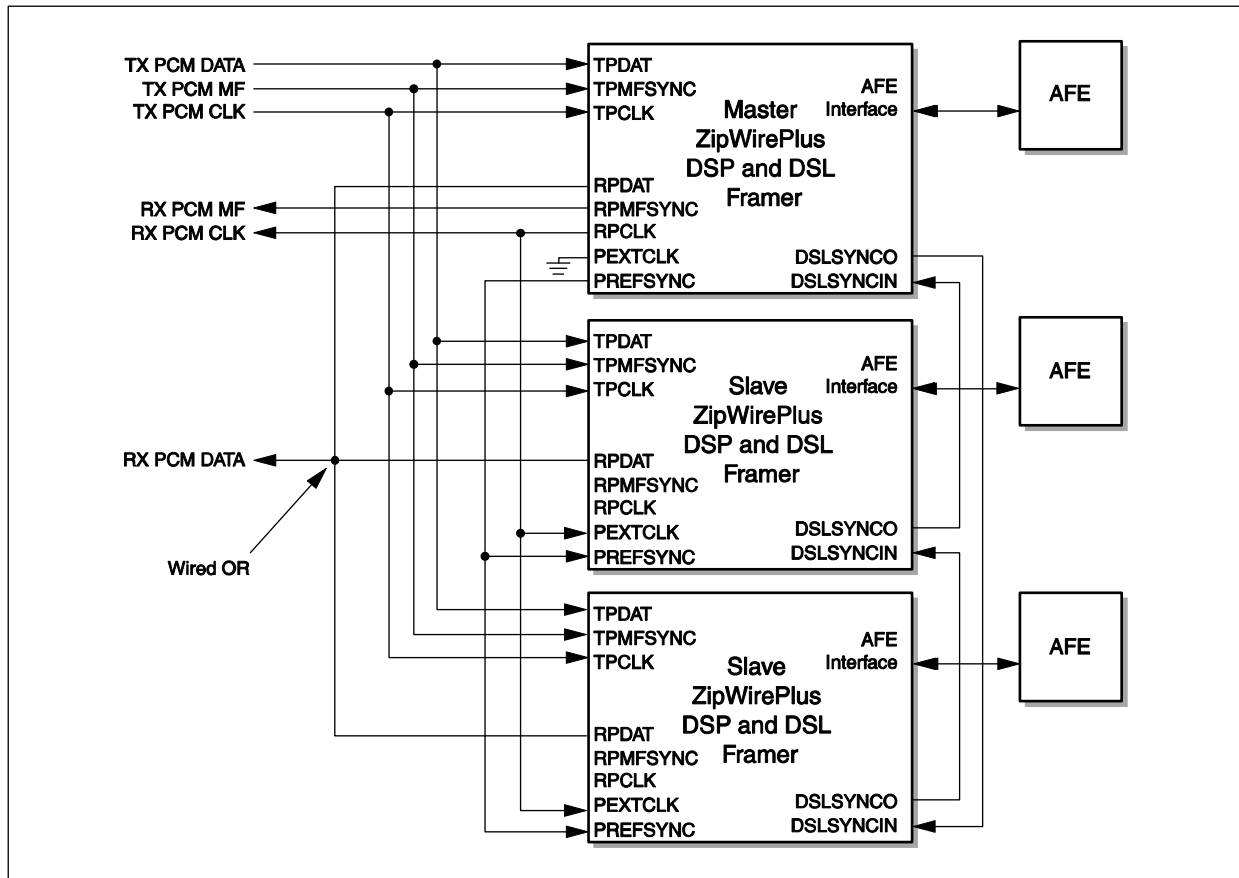 TX PCM DATA
TX PCM MF
TX PCM CLK
RX PCM MF
RX PCM CLK
RX PCM DATA
Wired OR
TPDAT
TPMFSYNC
TPCLK
RPDAT
RPMFSYNC
RPCLK
PEXTCLK
PREFSYNC
Master
ZipWirePlus
DSP and DSL
Framer
AFE
Interface
DSLSYNCO
DSLSYNCIN
AFE
TPDAT
TPMFSYNC
TPCLK
RPDAT
RPMFSYNC
RPCLK
PEXTCLK
PREFSYNC
Slave
ZipWirePlus
DSP and DSL
Framer
AFE
Interface
DSLSYNCO
DSLSYNCIN
AFE
TPDAT
TPMFSYNC
TPCLK
RPDAT
RPMFSYNC
RPCLK
PEXTCLK
PREFSYNC
Slave
ZipWirePlus
DSP and DSL
Framer
AFE
Interface
DSLSYNCO
DSLSYNCIN
AFE